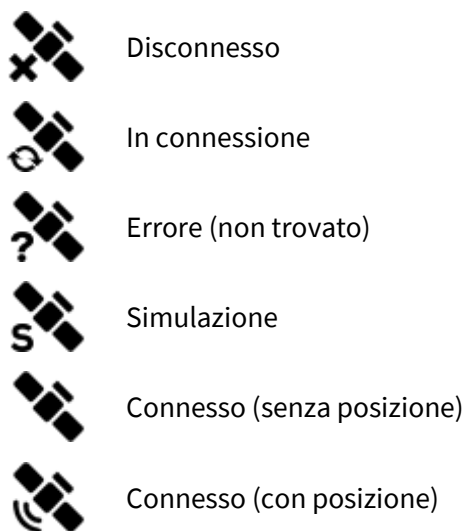 Disconnesso
In connessione
? Errore (non trovato)
S Simulazione
Connesso (senza posizione)
Connesso (con posizione)